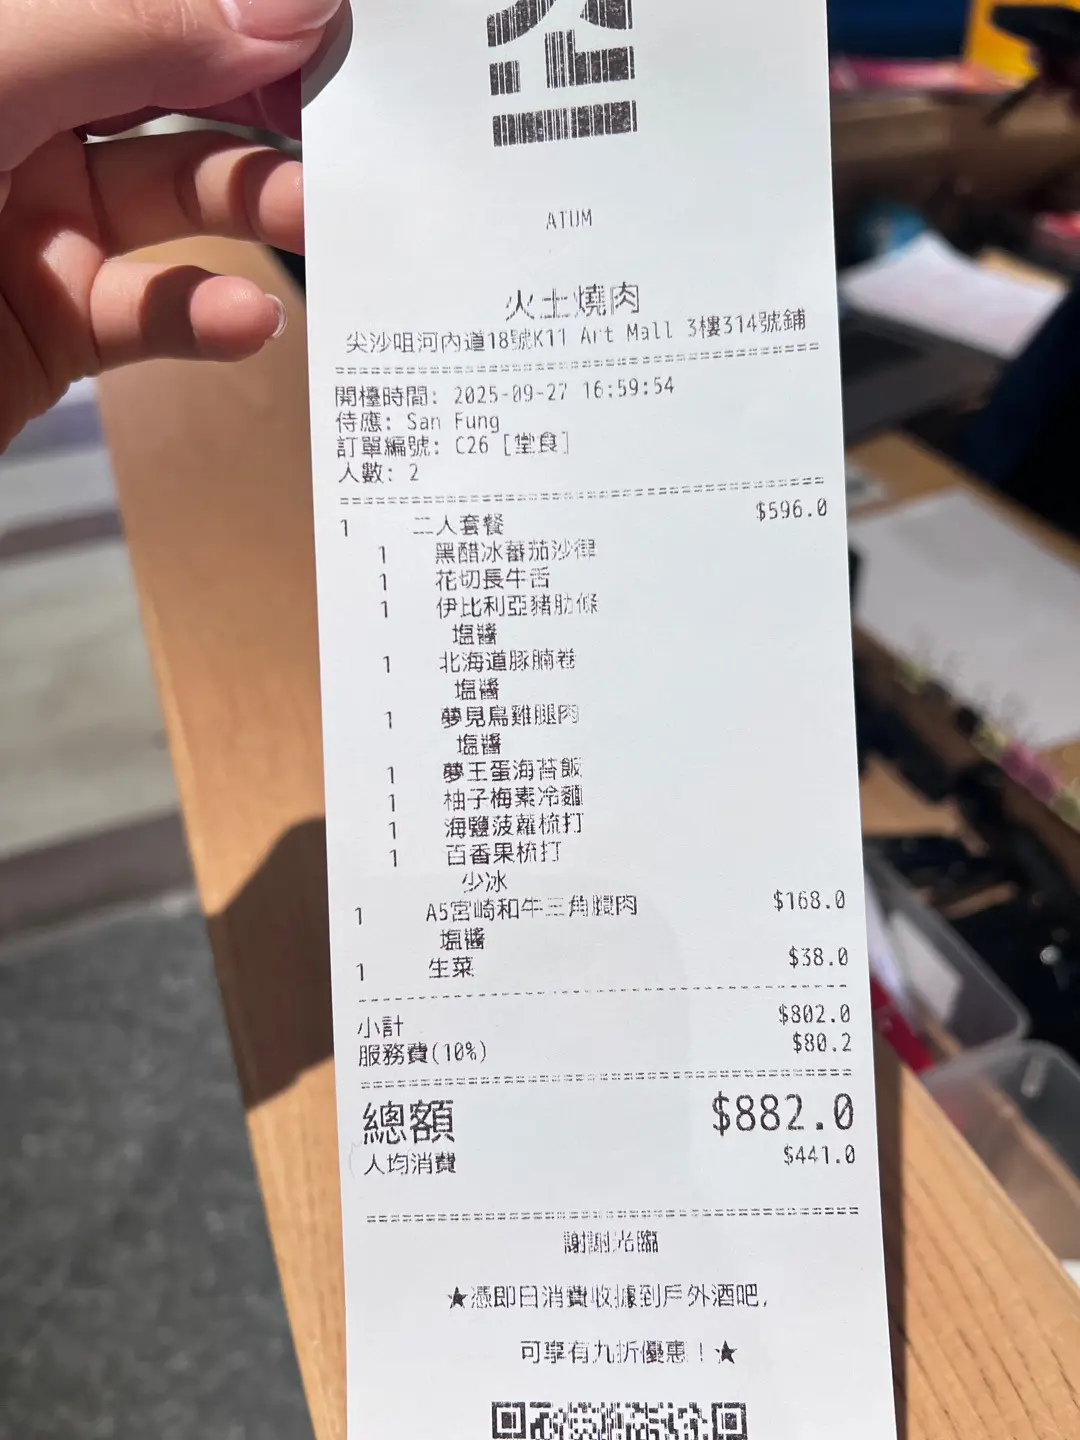 ATUM
火土燒肉
尖沙咀河內道18號K11 Art Mall 3樓314號鋪
開檯時間: 2025-09-27 16:59:54
侍應: San Fung
訂單編號: C26 [堂食]
人數: 2
1 二人套餐 $596.0
1 黑醋冰蕃茄沙律
1 花切長牛舌
1 伊比利亞豬肋條
塩醬
1 北海道豚腩卷
塩醬
1 夢見鳥雞腿肉
塩醬
1 夢王蛋海苔飯
1 柚子梅素冷麵
1 海鹽菠蘿梳打
1 百香果梳打
少冰
1 A5宮崎和牛三角腹肉 $168.0
塩醬
1 生菜 $38.0
小計 $802.0
服務費(10%) $80.2
總額 $882.0
人均消費 $441.0
謝謝光臨
★憑即日消費收據到戶外酒吧,
可享有九折優惠！★